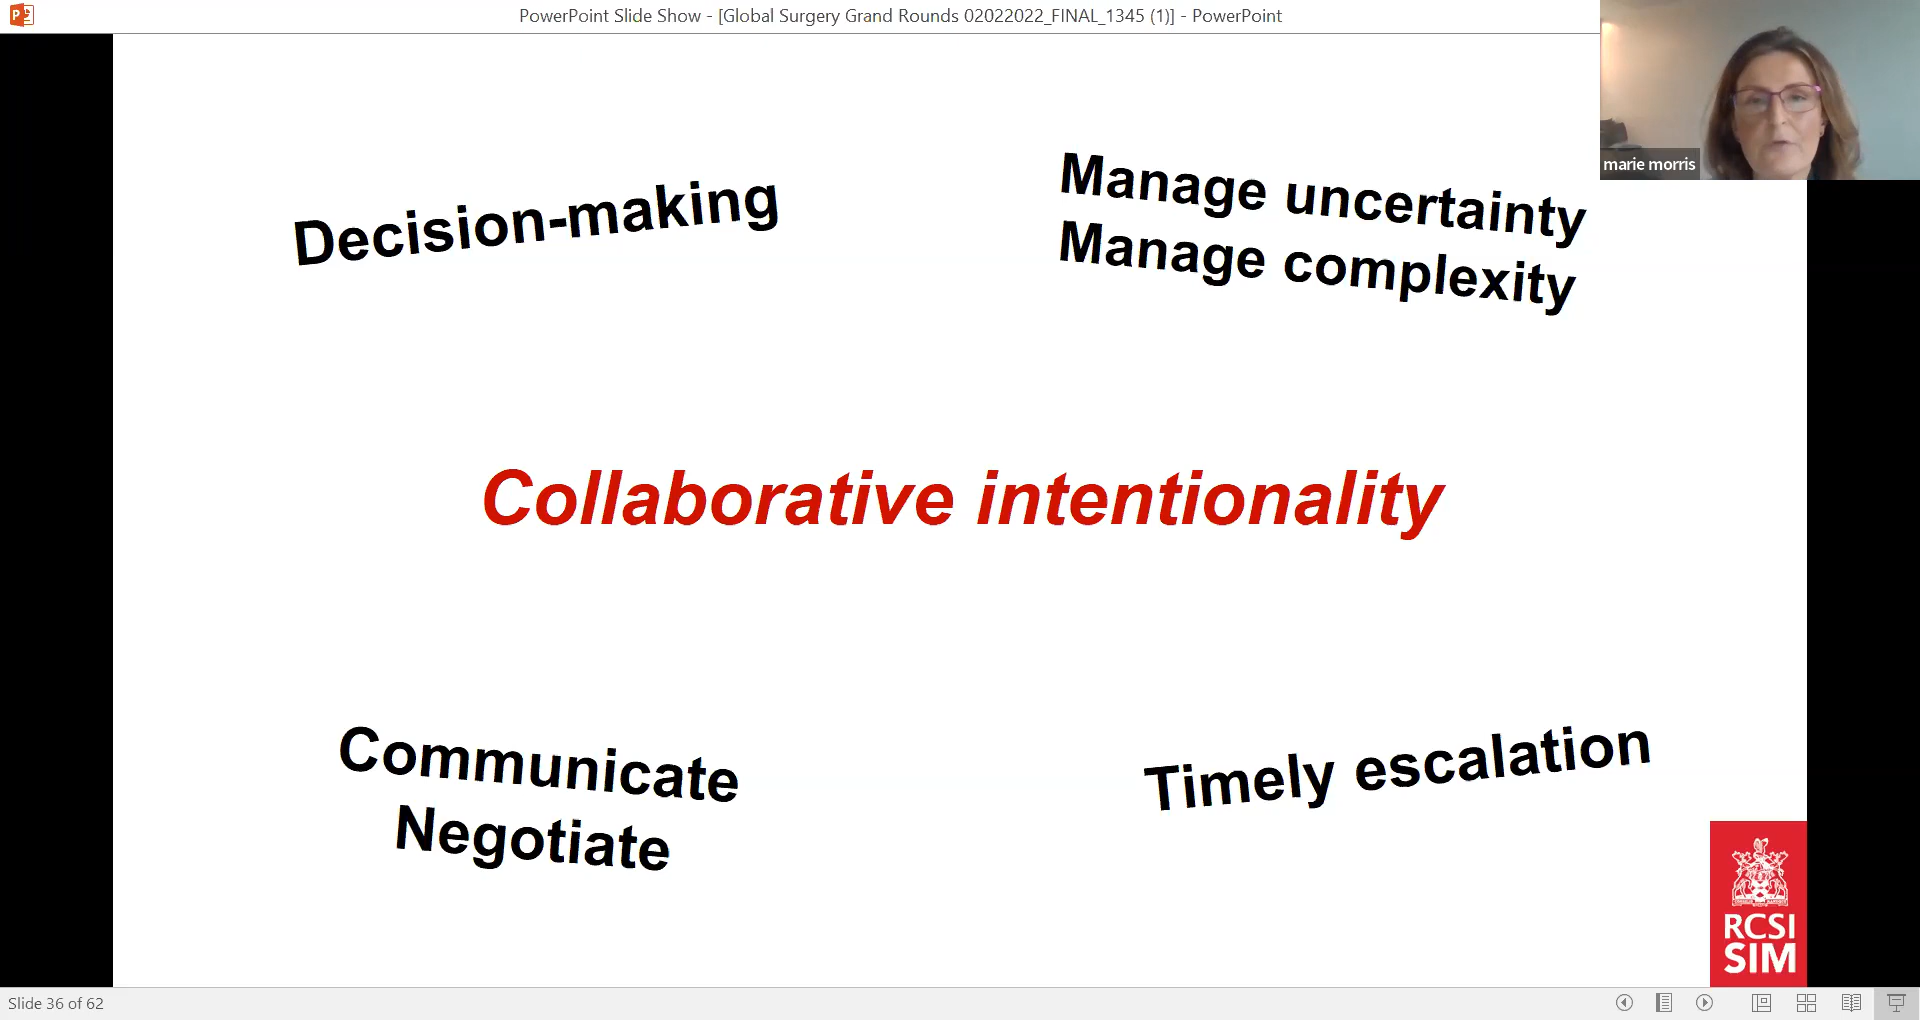 PowerPoint Slide Show - [Global Surgery Grand Rounds 02022022_FINAL_1345 (1)] - PowerPoint
marie morris
Decision-making
Manage uncertainty
Manage complexity
Collaborative intentionality
Communicate
Negotiate
Timely escalation
RCSI
SIM
Slide 36 of 62